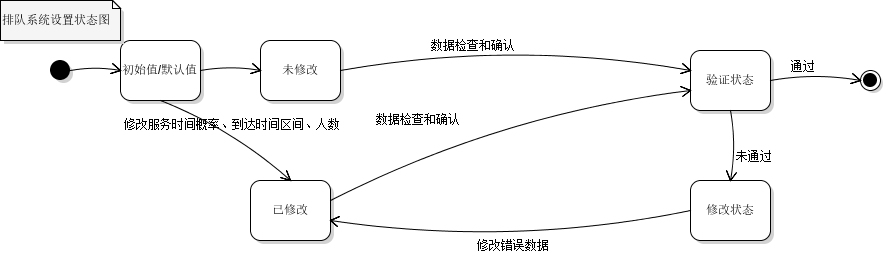 排队系统设置状态图
初始值/默认值
未修改
数据检查和确认
验证状态
通过
修改服务时间概率、到达时间区间、人数
数据检查和确认
未通过
已修改
修改状态
修改错误数据